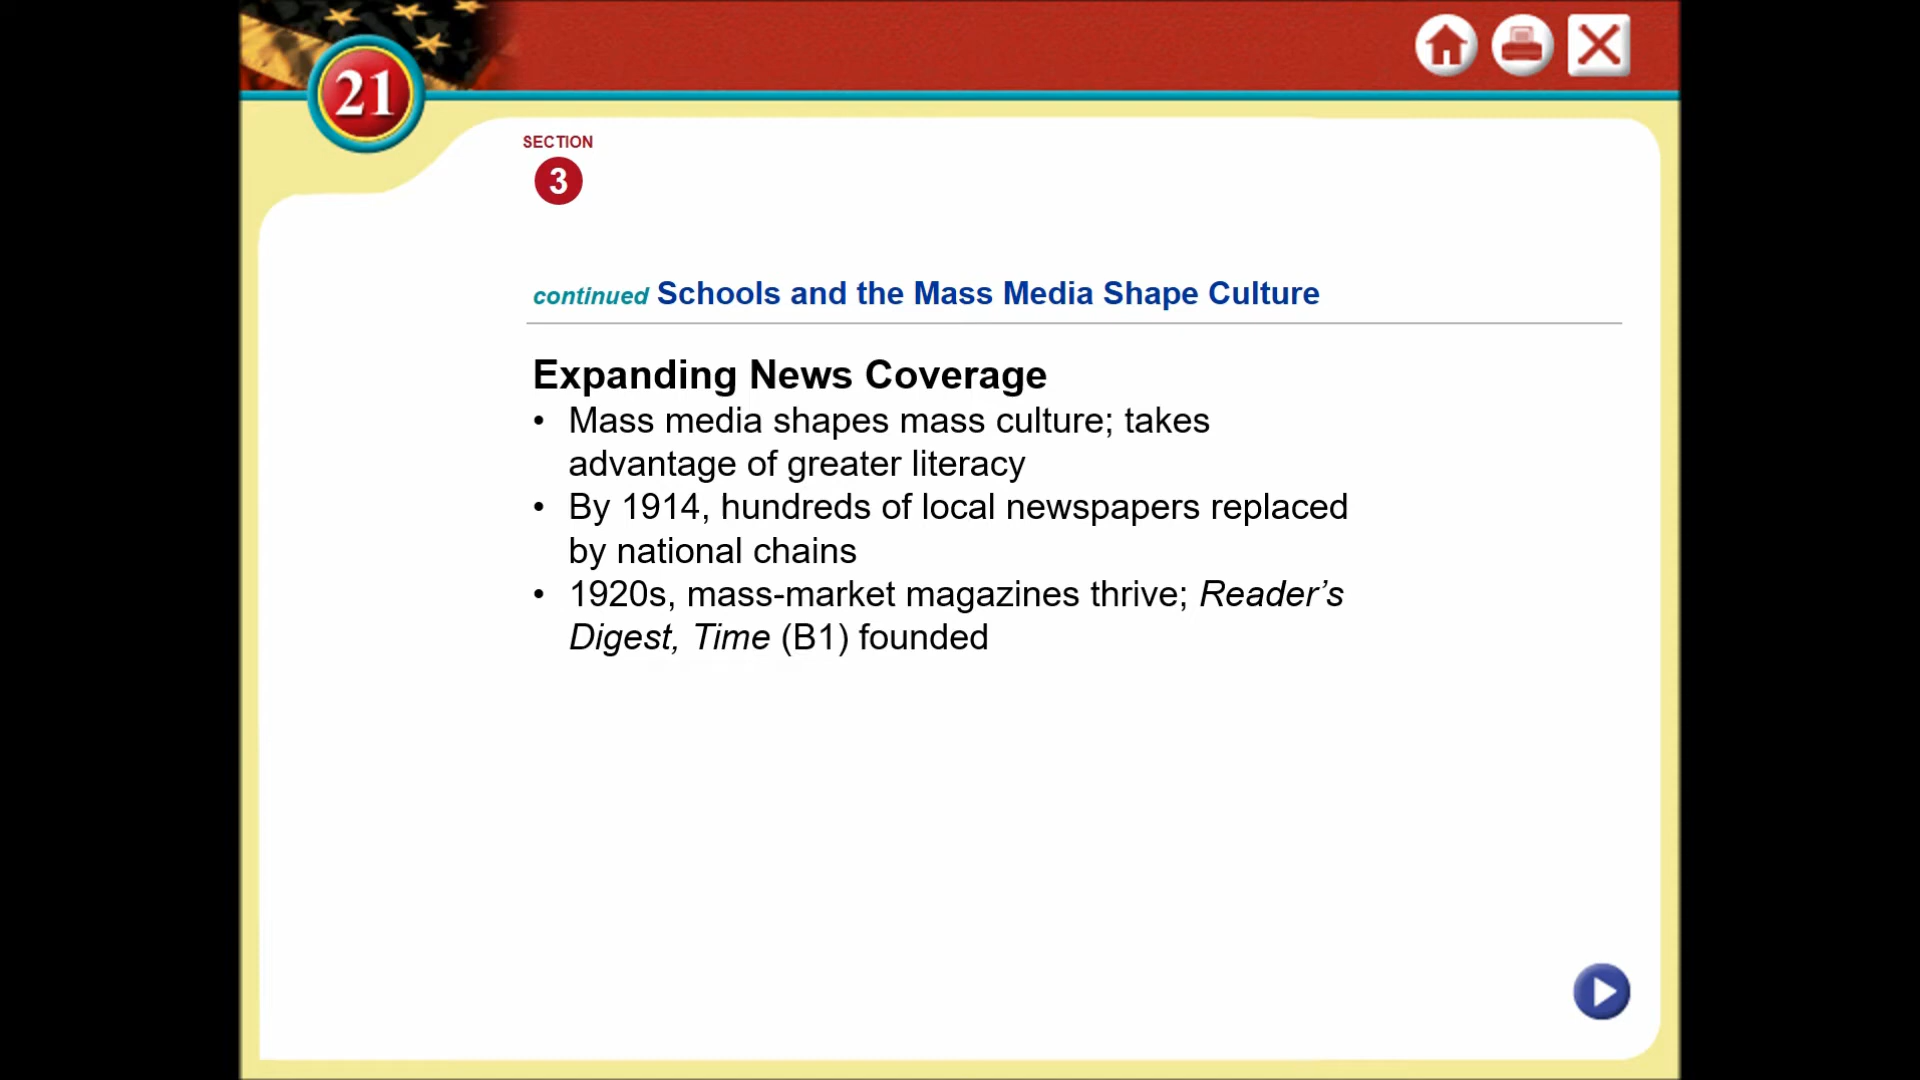 21
SECTION
3
continued Schools and the Mass Media Shape Culture
Expanding News Coverage
• Mass media shapes mass culture; takes
advantage of greater literacy
• By 1914, hundreds of local newspapers replaced
by national chains
• 1920s, mass-market magazines thrive; Reader’s
Digest, Time (B1) founded